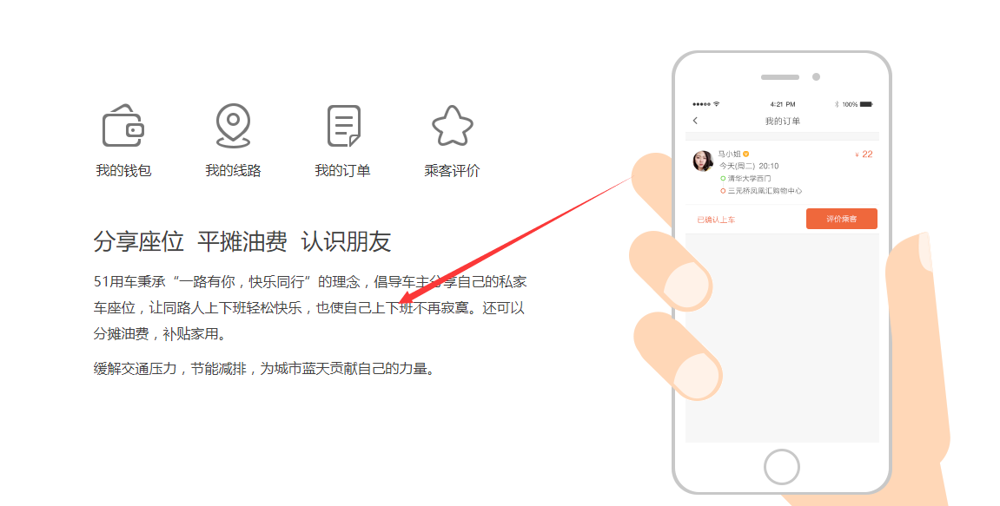 我的钱包
我的线路
我的订单
乘客评价
分享座位 平摊油费 认识朋友
51用车秉承“一路有你，快乐同行”的理念，倡导车主分享自己的私家
车座位，让同路人上下班轻松快乐，也使自己上下班不再寂寞。还可以
分摊油费，补贴家用。
缓解交通压力，节能减排，为城市蓝天贡献自己的力量。
4:21 PM
100%
我的订单
马小姐
¥ 22
今天(周二) 20:10
清华大学西门
三元桥凤凰汇购物中心
已确认上车
评价乘客